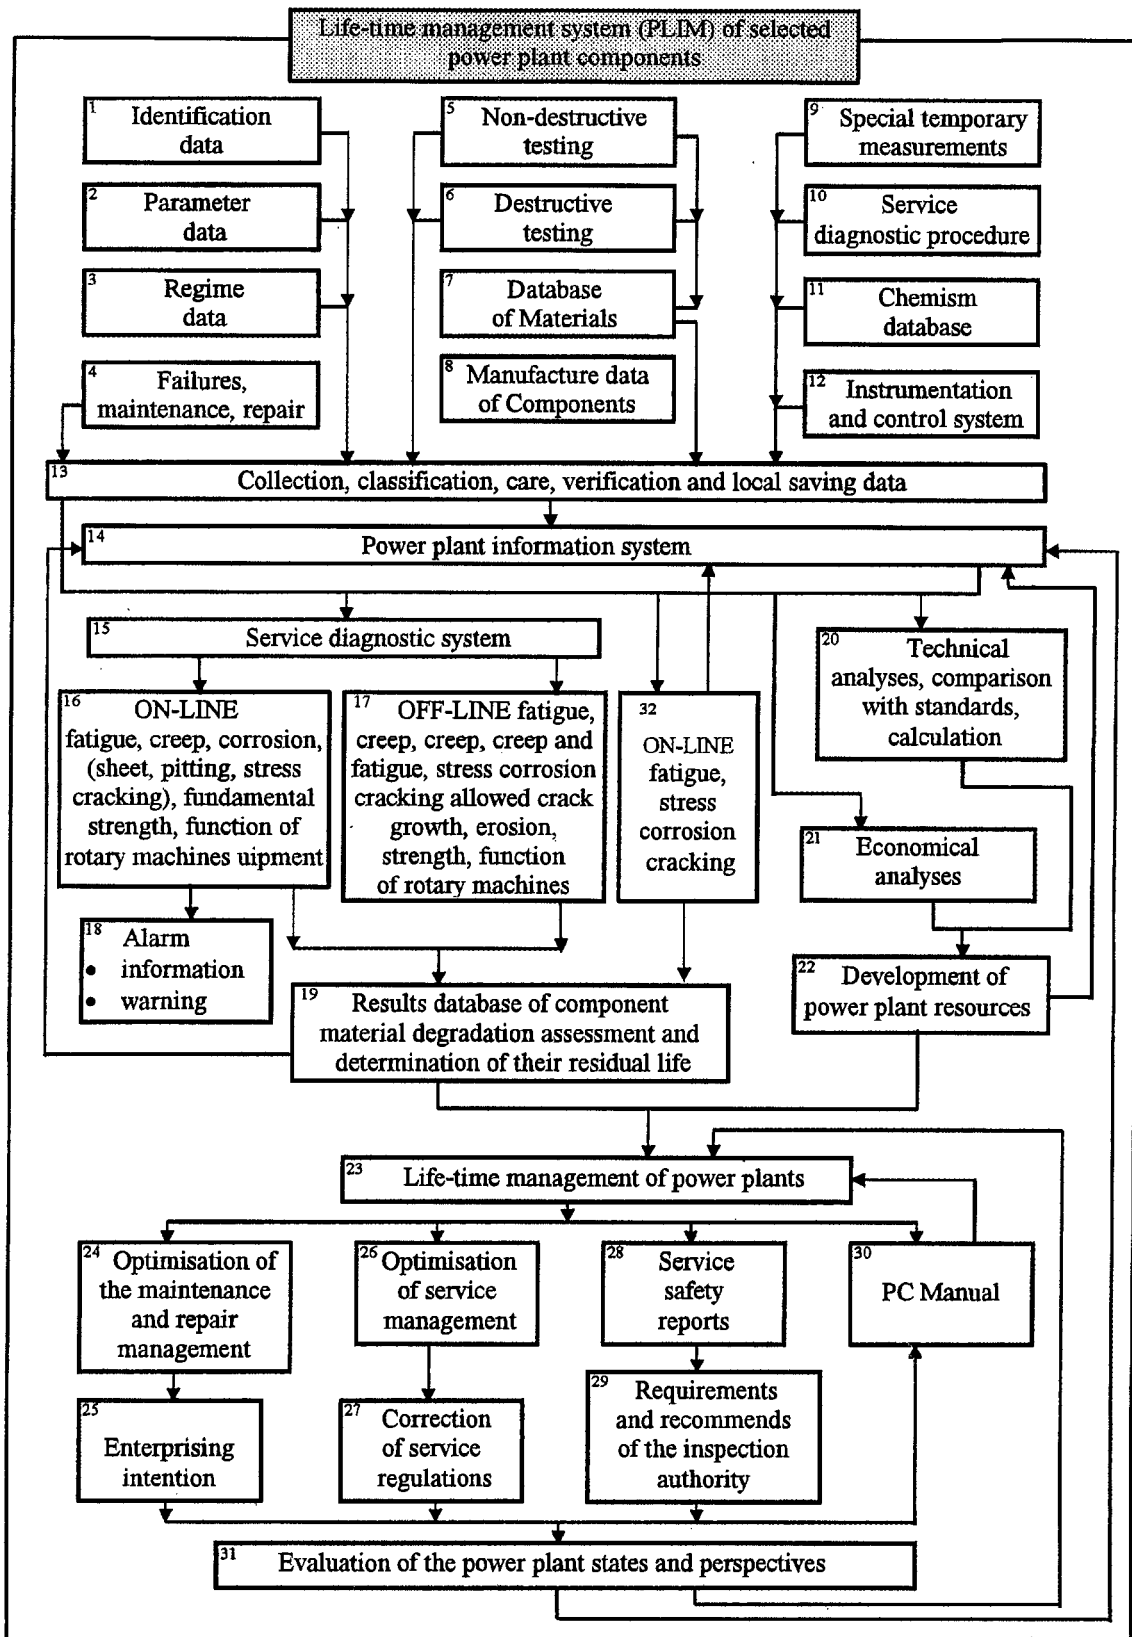 Life-time management system (PLIM) of selected
power plant components
1 Identification
data
2 Parameter
data
3 Regime
data
4 Failures,
maintenance, repair
5 Non-destructive
testing
6 Destructive
testing
7 Database
of Materials
8 Manufacture data
of Components
9 Special temporary
measurements
10 Service
diagnostic procedure
11 Chemism
database
12 Instrumentation
and control system
13 Collection, classification, care, verification and local saving data
14 Power plant information system
15 Service diagnostic system
16 ON-LINE
fatigue, creep, corrosion,
(sheet, pitting, stress
cracking), fundamental
strength, function of
rotary machines uipment
17 OFF-LINE fatigue,
creep, creep, creep and
fatigue, stress corrosion
cracking allowed crack
growth, erosion,
strength, function
of rotary machines
32
ON-LINE
fatigue,
stress
corrosion
cracking
20 Technical
analyses, comparison
with standards,
calculation
21 Economical
analyses
18 Alarm
• information
• warning
19 Results database of component
material degradation assessment and
determination of their residual life
22 Development of
power plant resources
23 Life-time management of power plants
24 Optimisation of
the maintenance
and repair
management
26 Optimisation
of service
management
28 Service
safety
reports
30
PC Manual
25
Enterprising
intention
27 Correction
of service
regulations
29 Requirements
and recommends
of the inspection
authority
31 Evaluation of the power plant states and perspectives